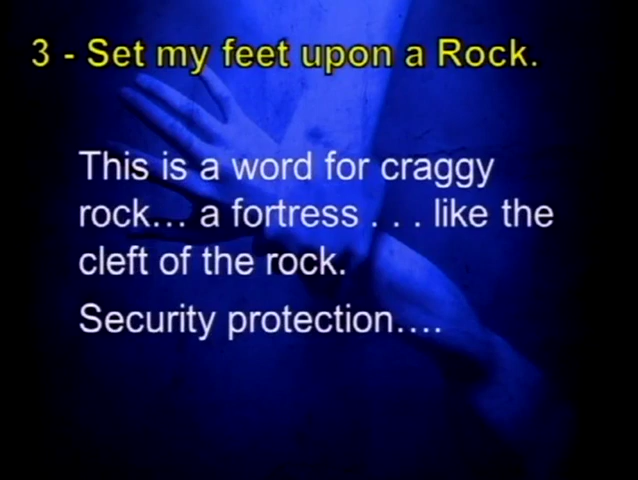 3 - Set my feet upon a Rock.
This is a word for craggy
rock... a fortress . . . like the
cleft of the rock.
Security protection....